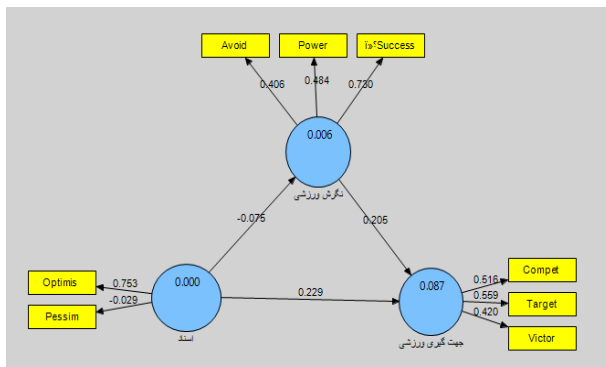 Avoid
Power
ï»؟Success
0.406
0.484
0.730
0.006
نگرش ورزشی
-0.075
0.205
Optimis
0.753
0.000
0.229
0.087
0.516
Compet
0.559
Target
Pessim
-0.029
0.420
Victor
اسناد
جهت گیری ورزشی